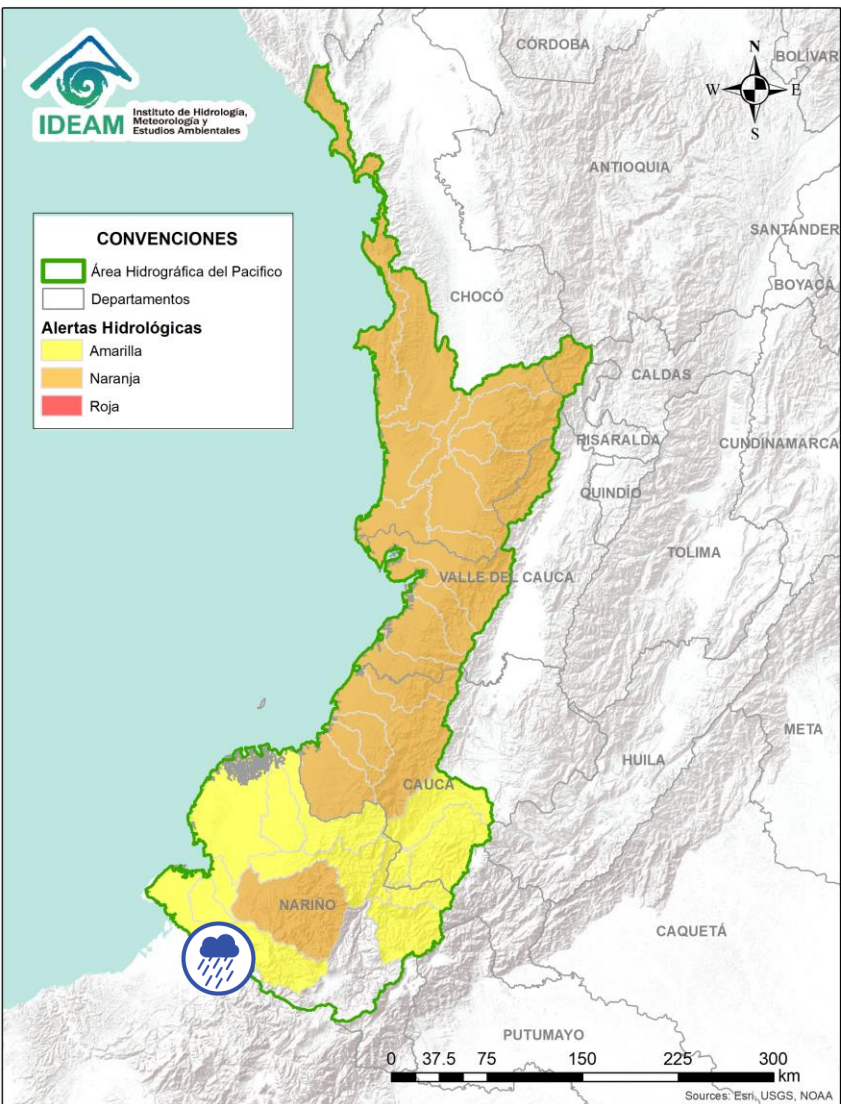 IDEAM
Instituto de Hidrología,
Meteorología y
Estudios Ambientales
CÓRDOBA
BOLÍVAR
N
W
E
S
ANTIOQUIA
SANTANDER
BOYACÁ
CONVENCIONES
Área Hidrográfica del Pacifico
Departamentos
Alertas Hidrológicas
Amarilla
Naranja
Roja
CHOCÓ
CALDAS
RISARALDA
CUNDINAMARCA
QUINDÍO
TOLIMA
VALLE DEL CAUCA
META
HUILA
CAUCA
NARIÑO
CAQUETÁ
PUTUMAYO
0 37.5 75 150 225 300
km
Sources: Esri, USGS, NOAA